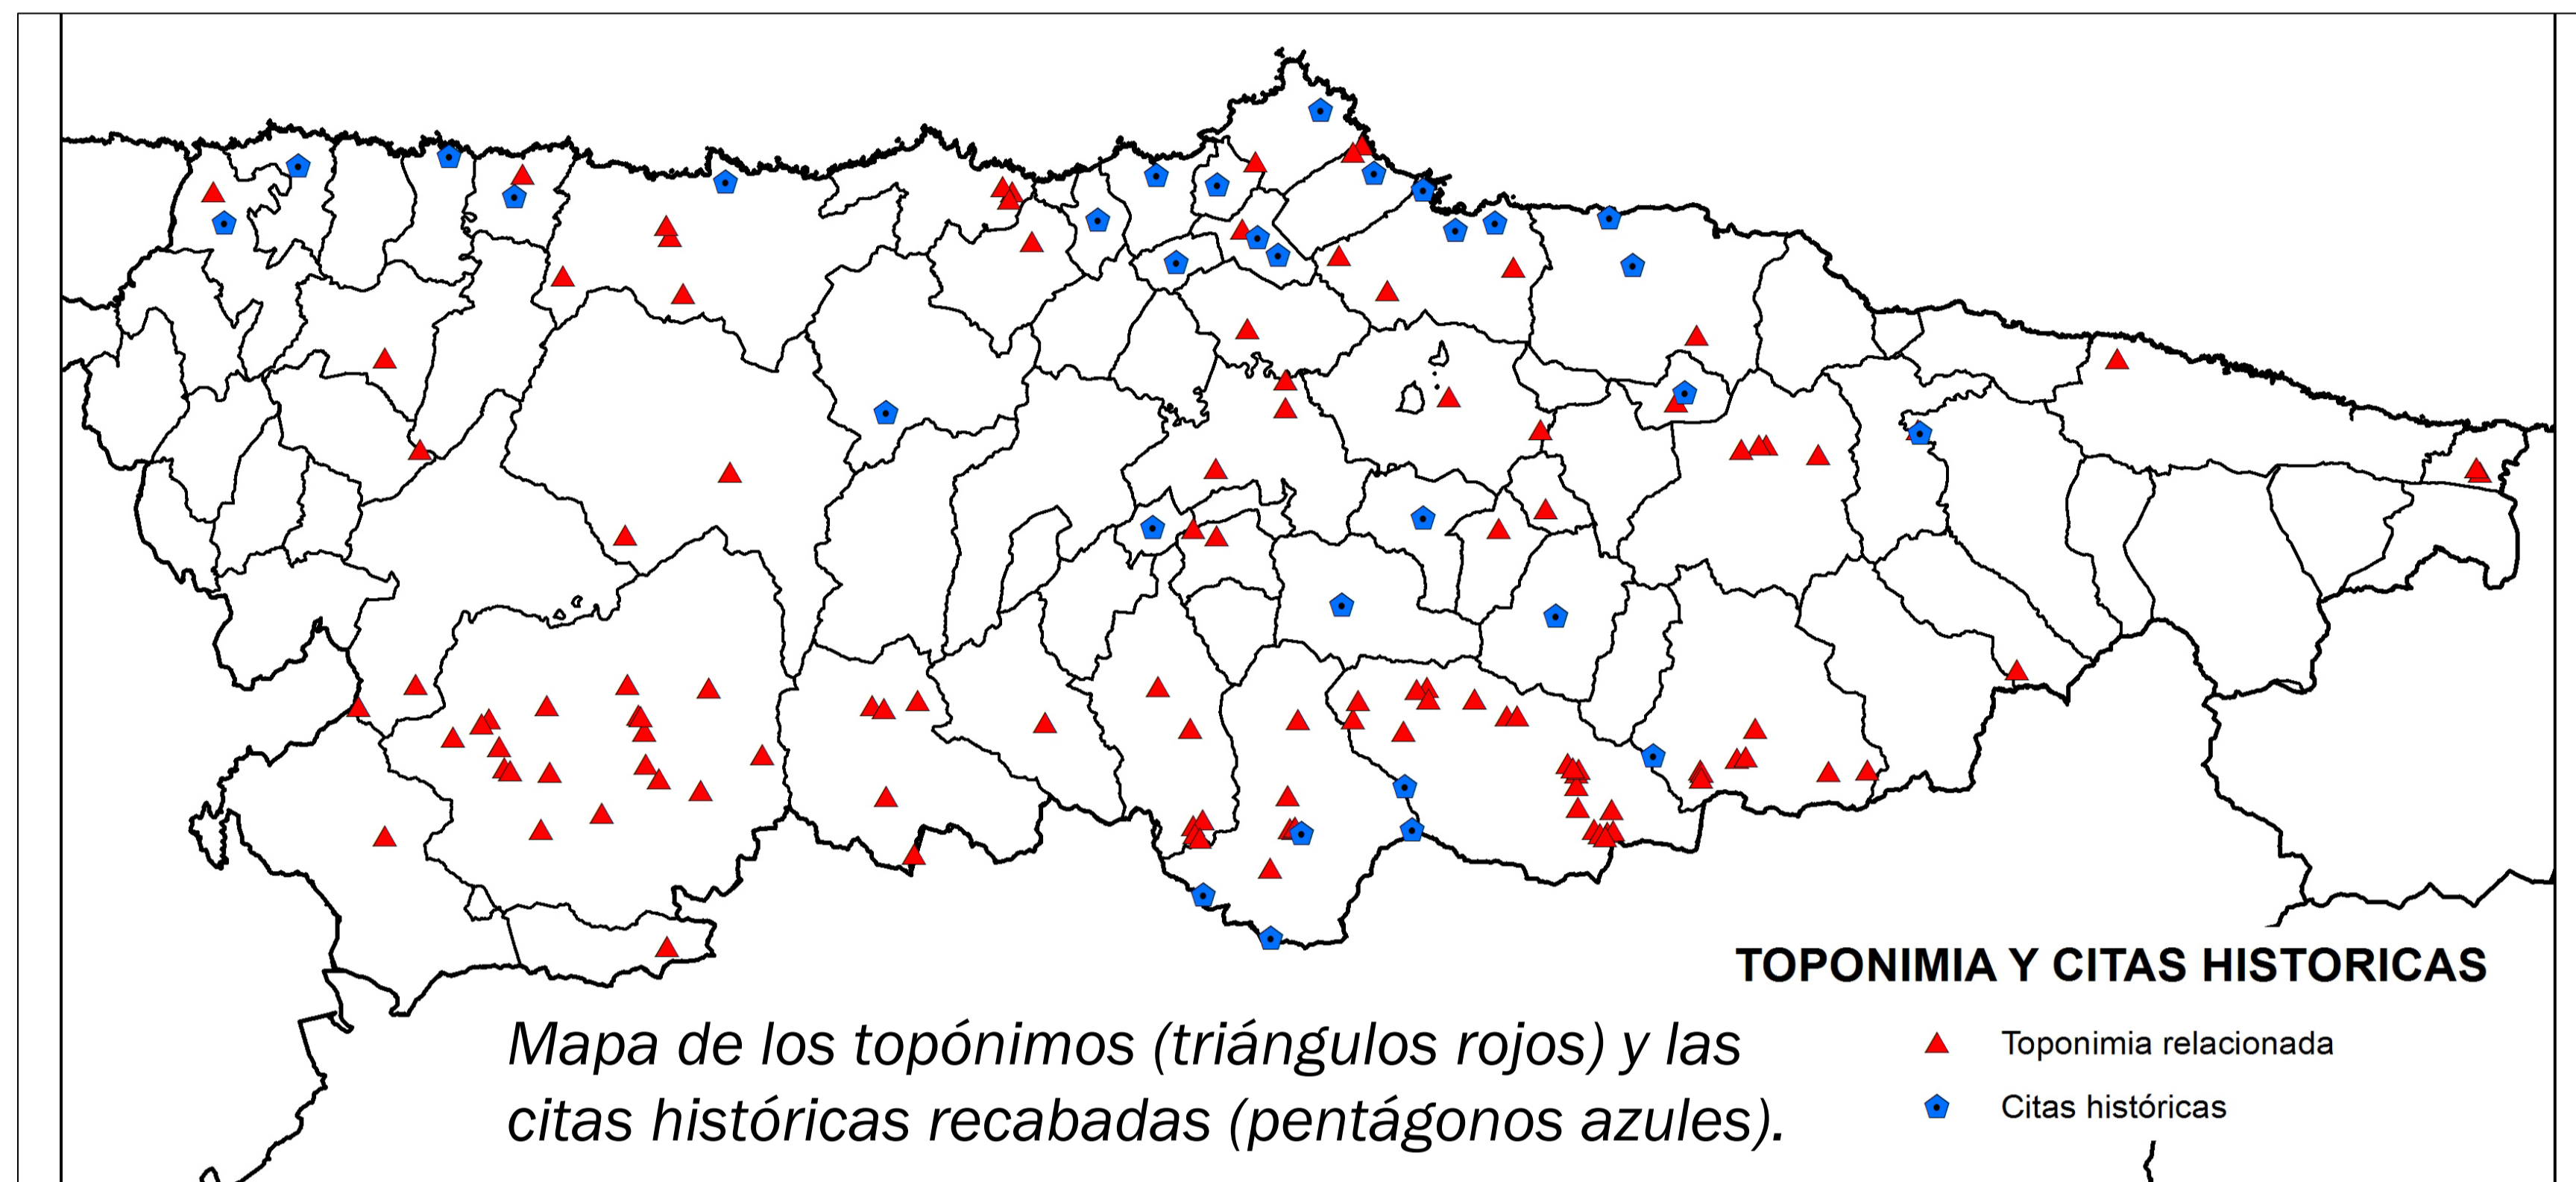 TOPONIMIA Y CITAS HISTORICAS
Toponimia relacionada
Citas históricas
Mapa de los topónimos (triángulos rojos) y las
citas históricas recabadas (pentágonos azules).